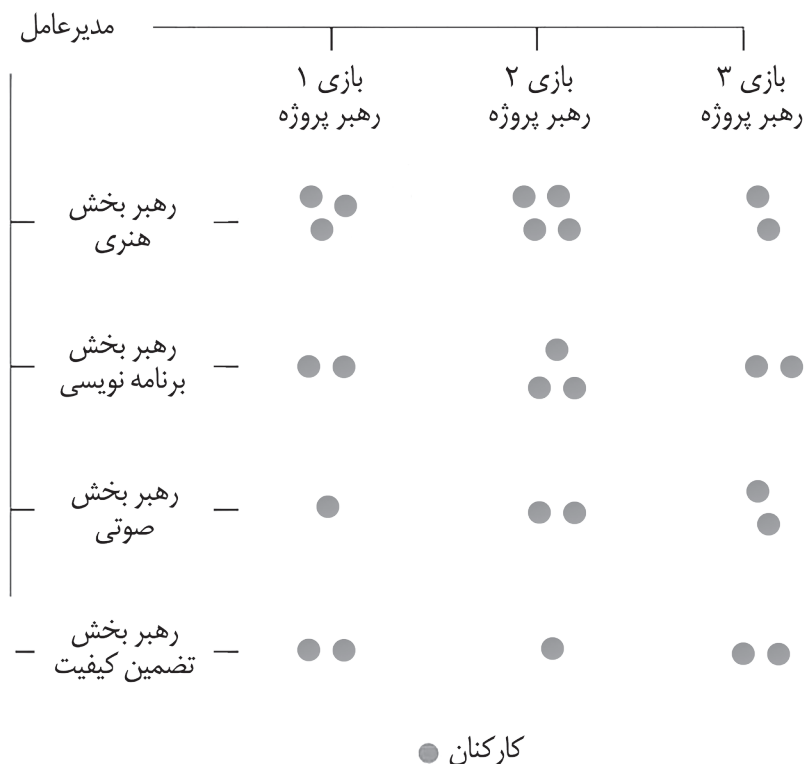 مدیرعامل
بازی ۱
رهبر پروژه
بازی ۲
رهبر پروژه
بازی ۳
رهبر پروژه
رهبر بخش
هنری
رهبر بخش
برنامه نویسی
رهبر بخش
صوتی
رهبر بخش
تضمین کیفیت
کارکنان